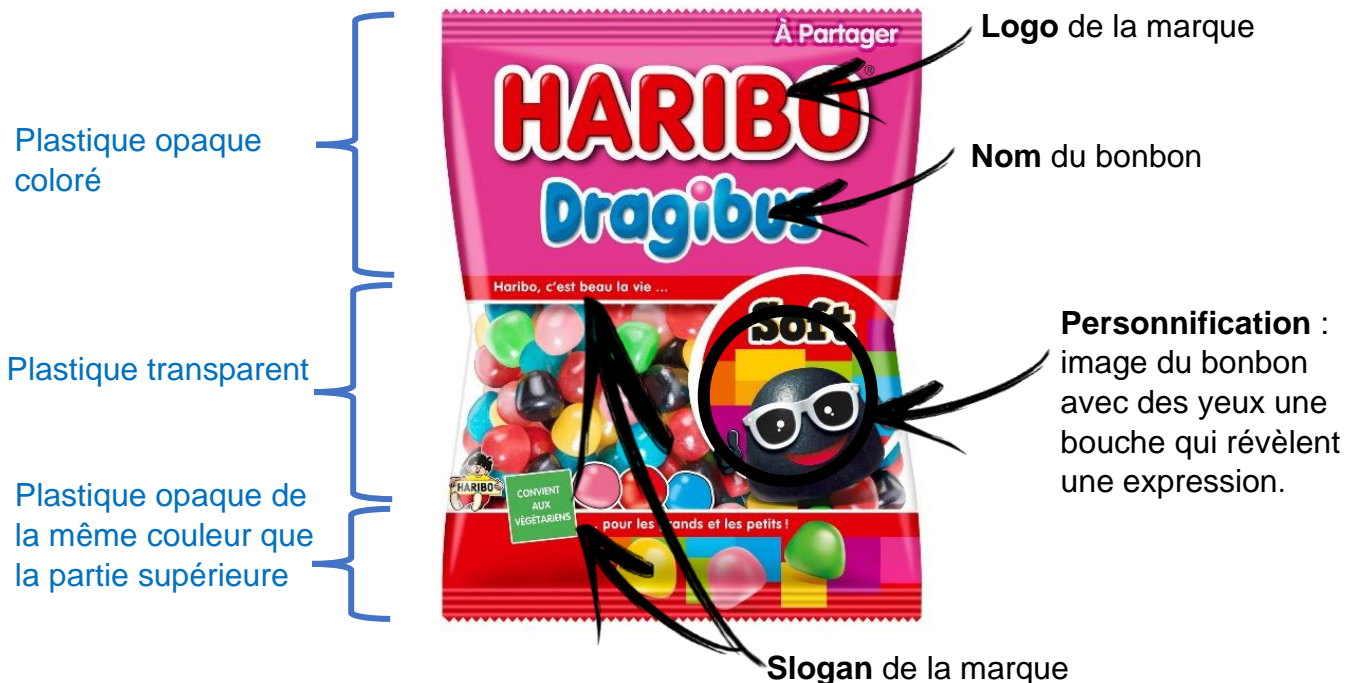 À Partager
Logo de la marque
HARIBO®
Plastique opaque
coloré
Nom du bonbon
Dragibus
Haribo, c'est beau la vie ...
Soft
Personnification :
image du bonbon
avec des yeux une
bouche qui révèlent
une expression.
Plastique transparent
Plastique opaque de
la même couleur que
la partie supérieure
HARIBO
CONVIENT
AUX
VÉGÉTARIENS
... pour les grands et les petits !
Slogan de la marque